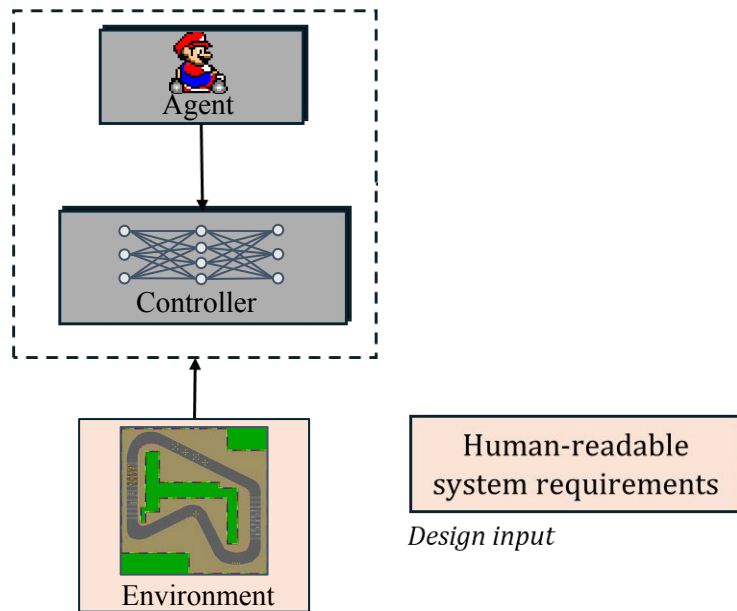 Agent
Controller
Environment
Human-readable
system requirements
Design input